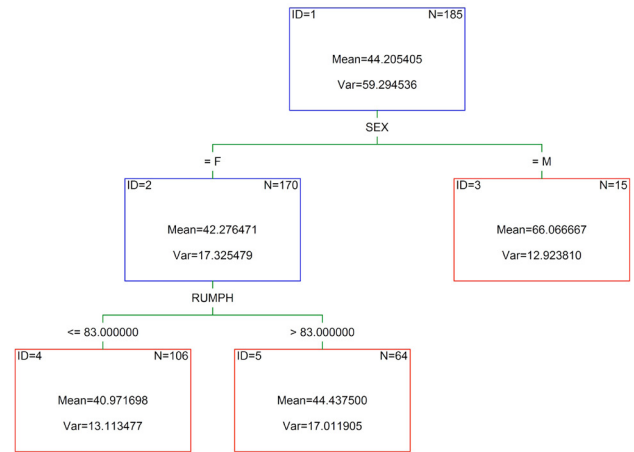 ID=1 N=185
Mean=44.205405
Var=59.294536
SEX
= F = M
ID=2 N=170
Mean=42.276471
Var=17.325479
ID=3 N=15
Mean=66.066667
Var=12.923810
RUMPH
<= 83.000000 > 83.000000
ID=4 N=106
Mean=40.971698
Var=13.113477
ID=5 N=64
Mean=44.437500
Var=17.011905